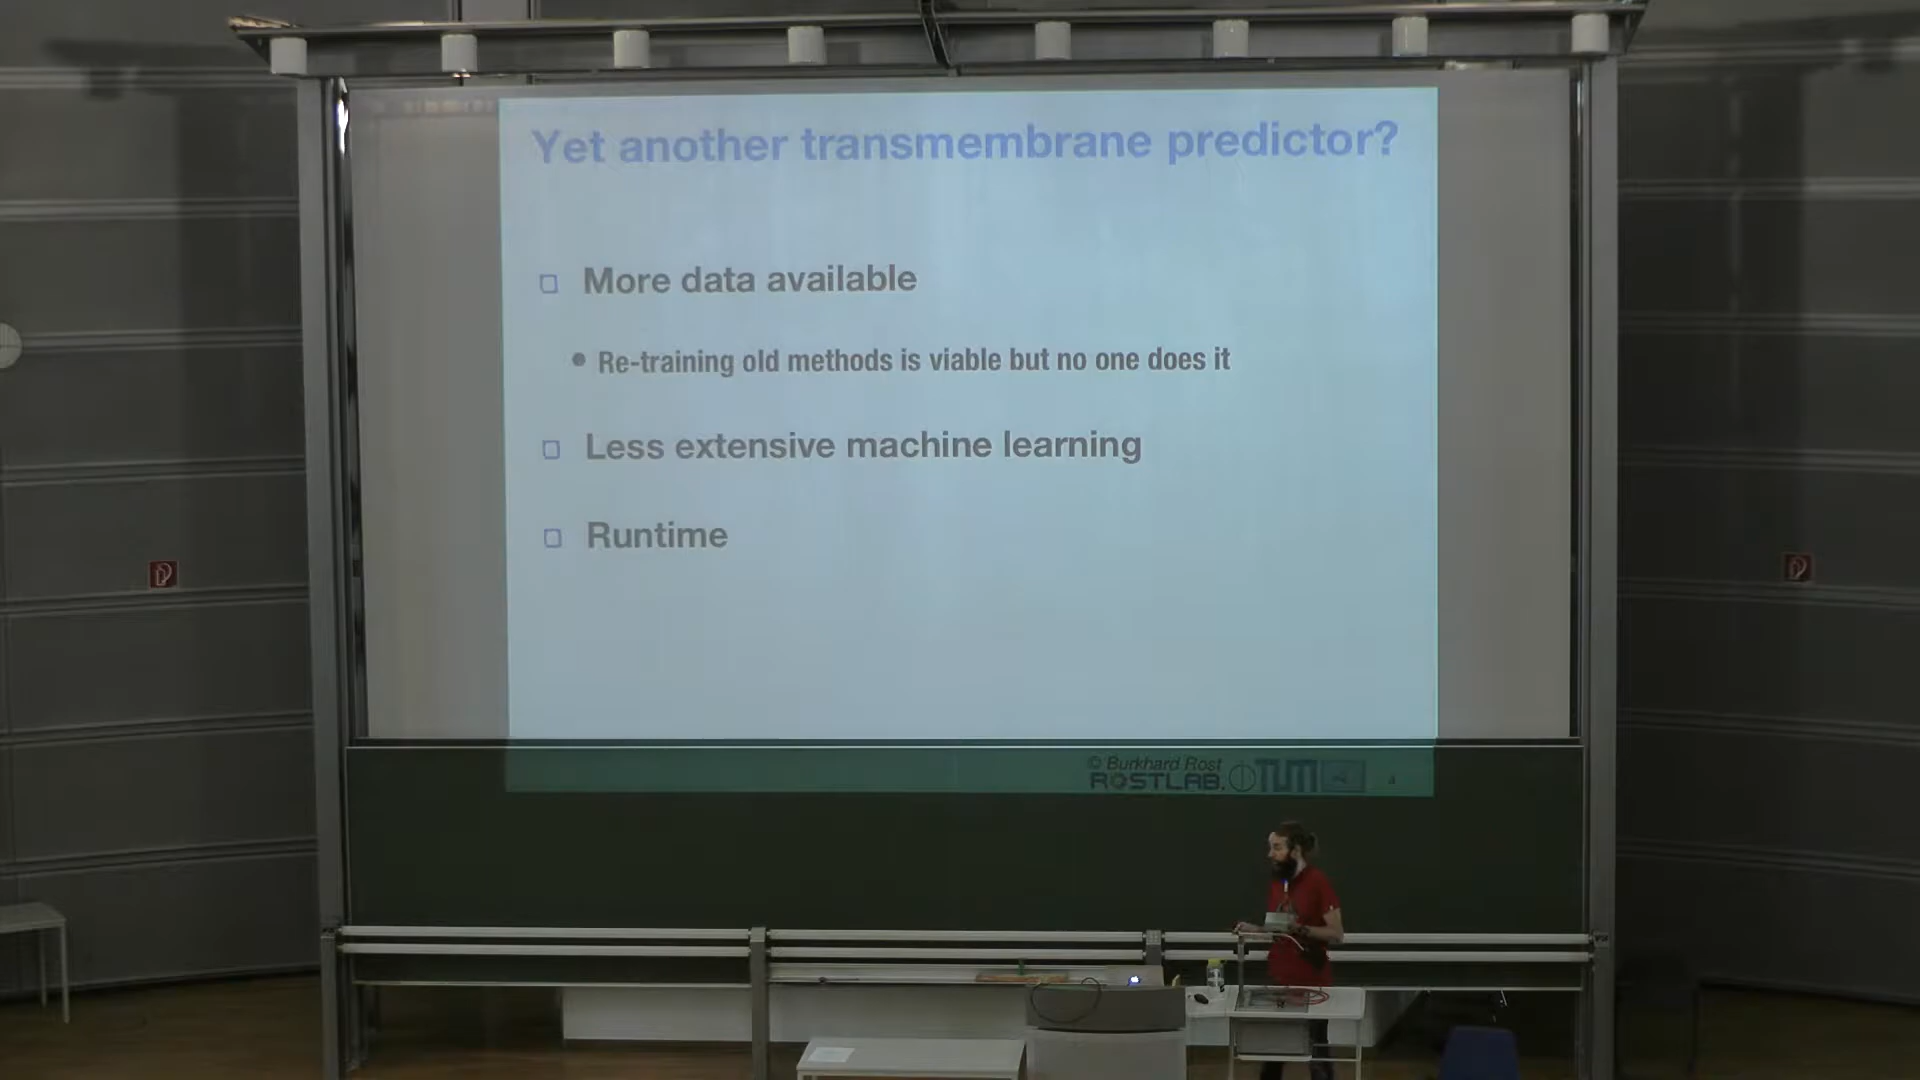 Yet another transmembrane predictor?
More data available
Re-training old methods is viable but no one does it
Less extensive machine learning
Runtime
© Burkhard Rost
ROSTLAB.
TUM
4